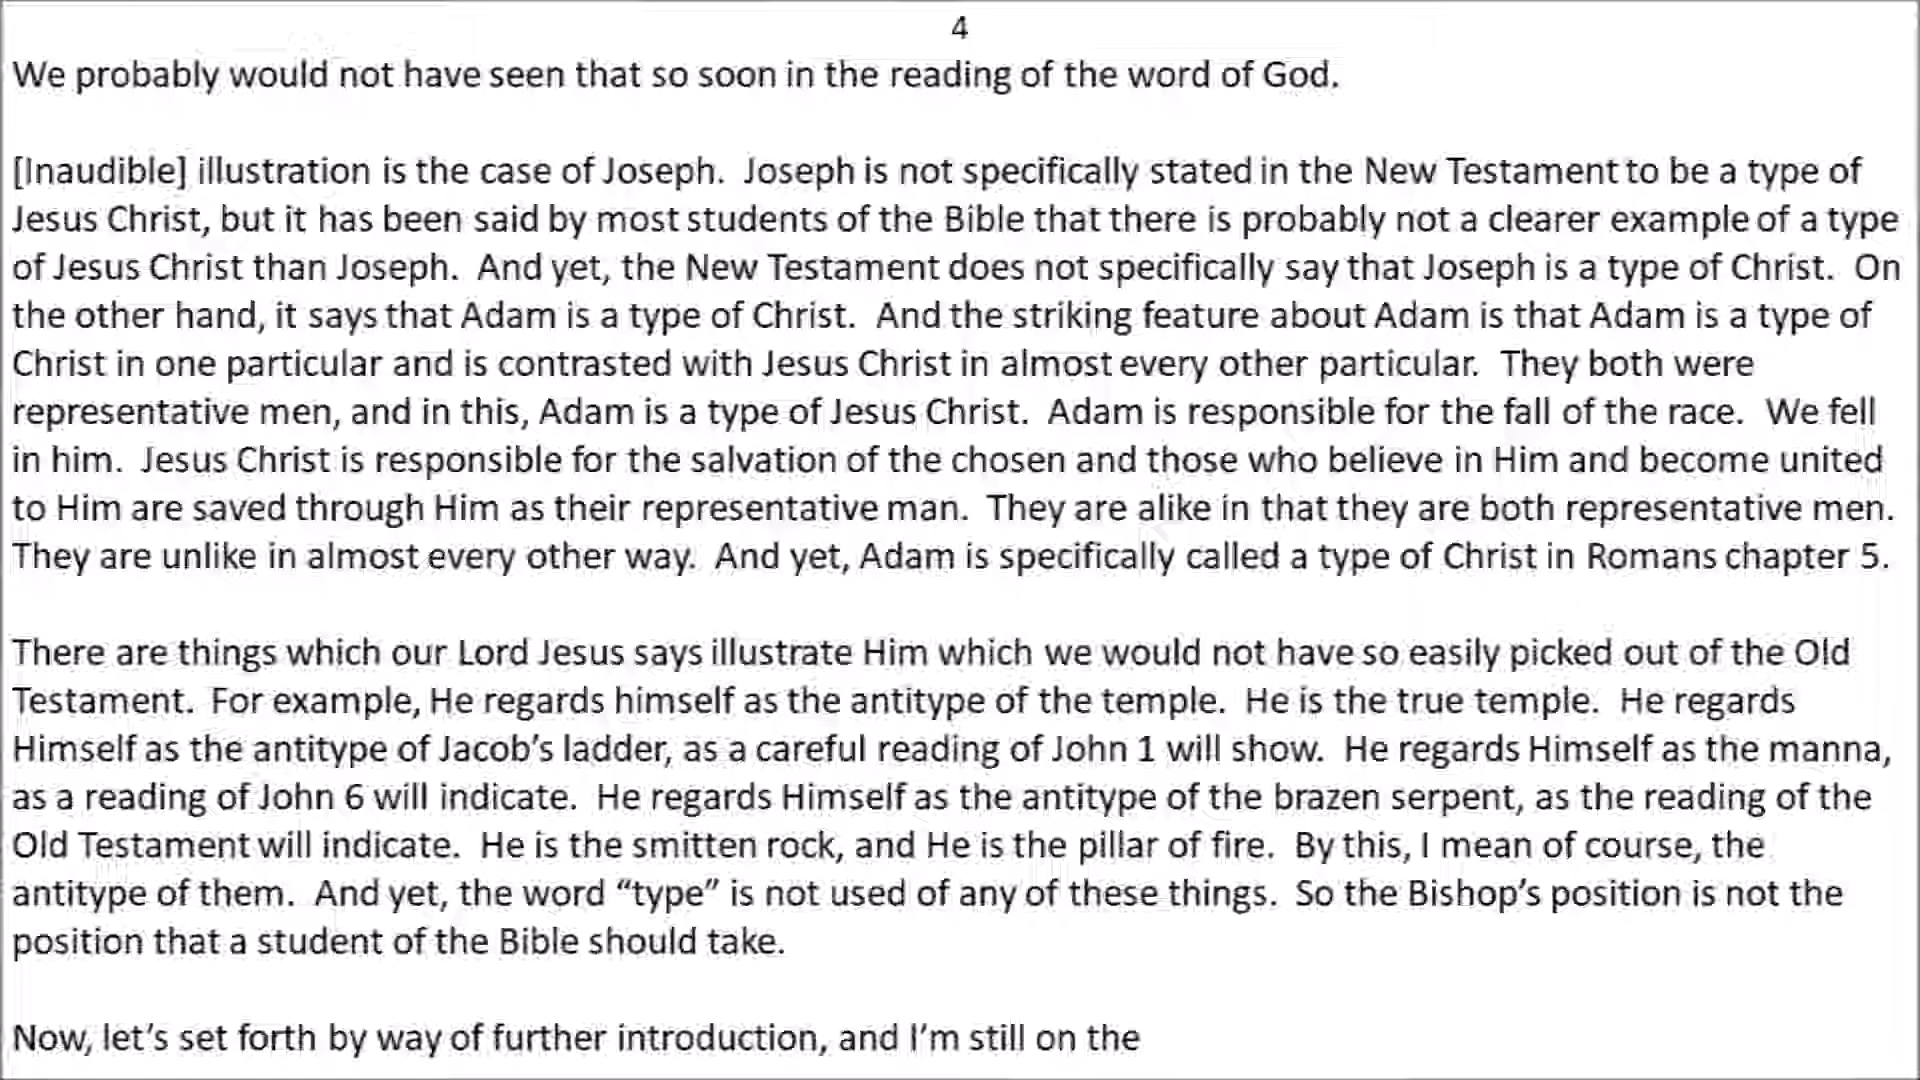 4
We probably would not have seen that so soon in the reading of the word of God.
[Inaudible] illustration is the case of Joseph.  Joseph is not specifically stated in the New Testament to be a type of
Jesus Christ, but it has been said by most students of the Bible that there is probably not a clearer example of a type
of Jesus Christ than Joseph.  And yet, the New Testament does not specifically say that Joseph is a type of Christ.  On
the other hand, it says that Adam is a type of Christ.  And the striking feature about Adam is that Adam is a type of
Christ in one particular and is contrasted with Jesus Christ in almost every other particular.  They both were
representative men, and in this, Adam is a type of Jesus Christ.  Adam is responsible for the fall of the race.  We fell
in him.  Jesus Christ is responsible for the salvation of the chosen and those who believe in Him and become united
to Him are saved through Him as their representative man.  They are alike in that they are both representative men.
They are unlike in almost every other way.  And yet, Adam is specifically called a type of Christ in Romans chapter 5.
There are things which our Lord Jesus says illustrate Him which we would not have so easily picked out of the Old
Testament.  For example, He regards himself as the antitype of the temple.  He is the true temple.  He regards
Himself as the antitype of Jacob’s ladder, as a careful reading of John 1 will show.  He regards Himself as the manna,
as a reading of John 6 will indicate.  He regards Himself as the antitype of the brazen serpent, as the reading of the
Old Testament will indicate.  He is the smitten rock, and He is the pillar of fire.  By this, I mean of course, the
antitype of them.  And yet, the word “type” is not used of any of these things.  So the Bishop’s position is not the
position that a student of the Bible should take.
Now, let’s set forth by way of further introduction, and I’m still on the